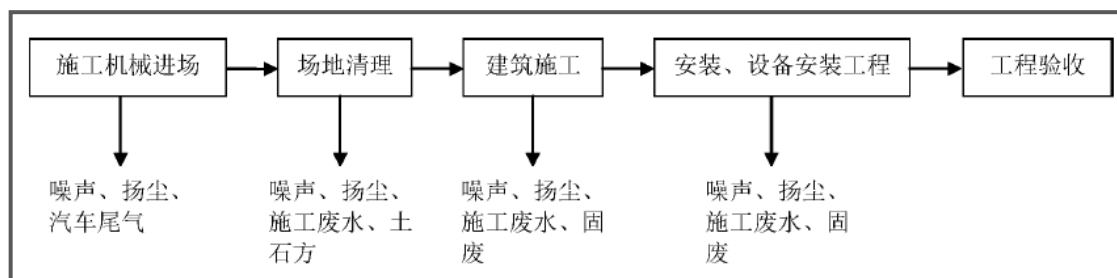 施工机械进场
场地清理
建筑施工
安装、设备安装工程
工程验收
噪声、扬尘、
汽车尾气
噪声、扬尘、
施工废水、土
石方
噪声、扬尘、
施工废水、固
废
噪声、扬尘、
施工废水、固
废